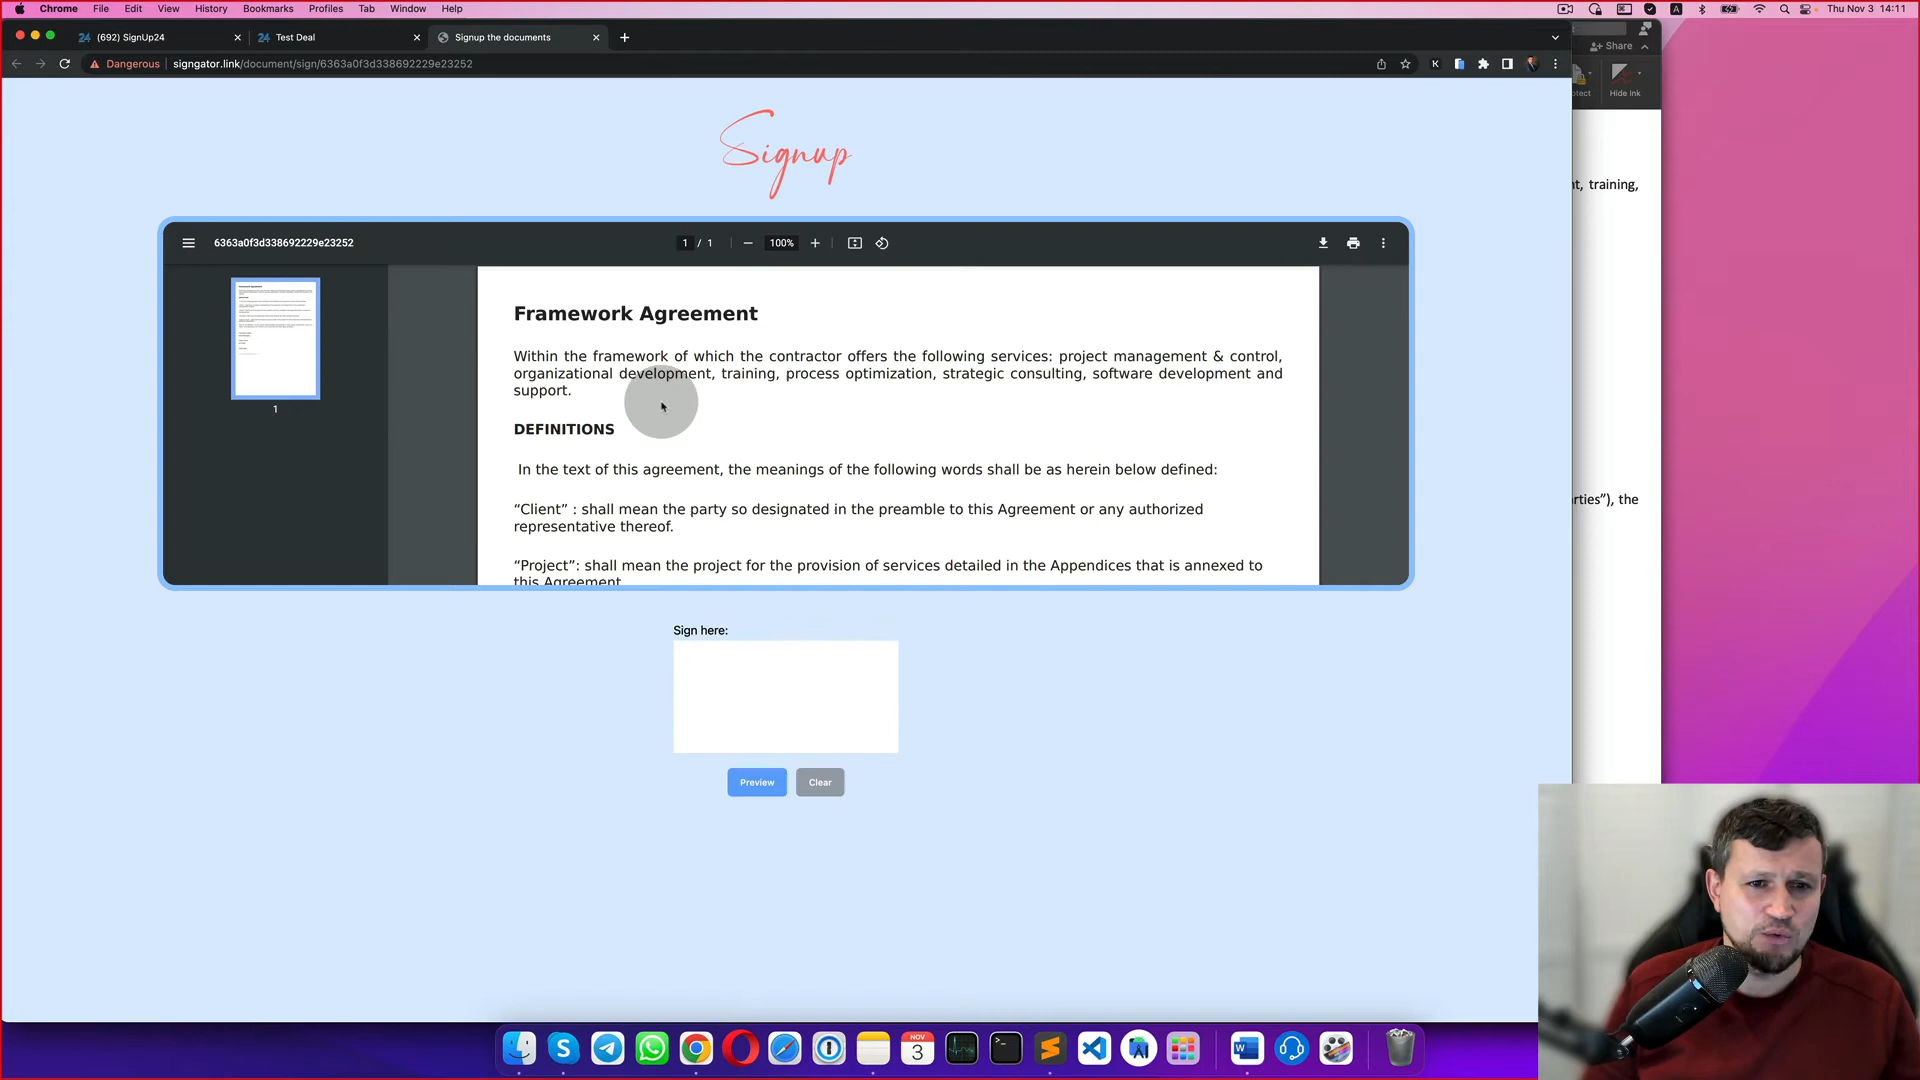 Chrome File Edit View History Bookmarks Profiles Tab Window Help
A Thu Nov 3 14:11
24 (692) SignUp24
24 Test Deal
Signup the documents
Share
Dangerous signgator.link/document/sign/6363a0f3d338692229e23252
Hide Ink
Signup
nt, training,
6363a0f3d338692229e23252 1 / 1 100%
1
Framework Agreement
Within the framework of which the contractor offers the following services: project management & control,
organizational development, training, process optimization, strategic consulting, software development and
support.
DEFINITIONS
In the text of this agreement, the meanings of the following words shall be as herein below defined:
“Client” : shall mean the party so designated in the preamble to this Agreement or any authorized
representative thereof.
rties”), the
“Project”: shall mean the project for the provision of services detailed in the Appendices that is annexed to
this Agreement
Sign here:
Preview Clear
NOV
3